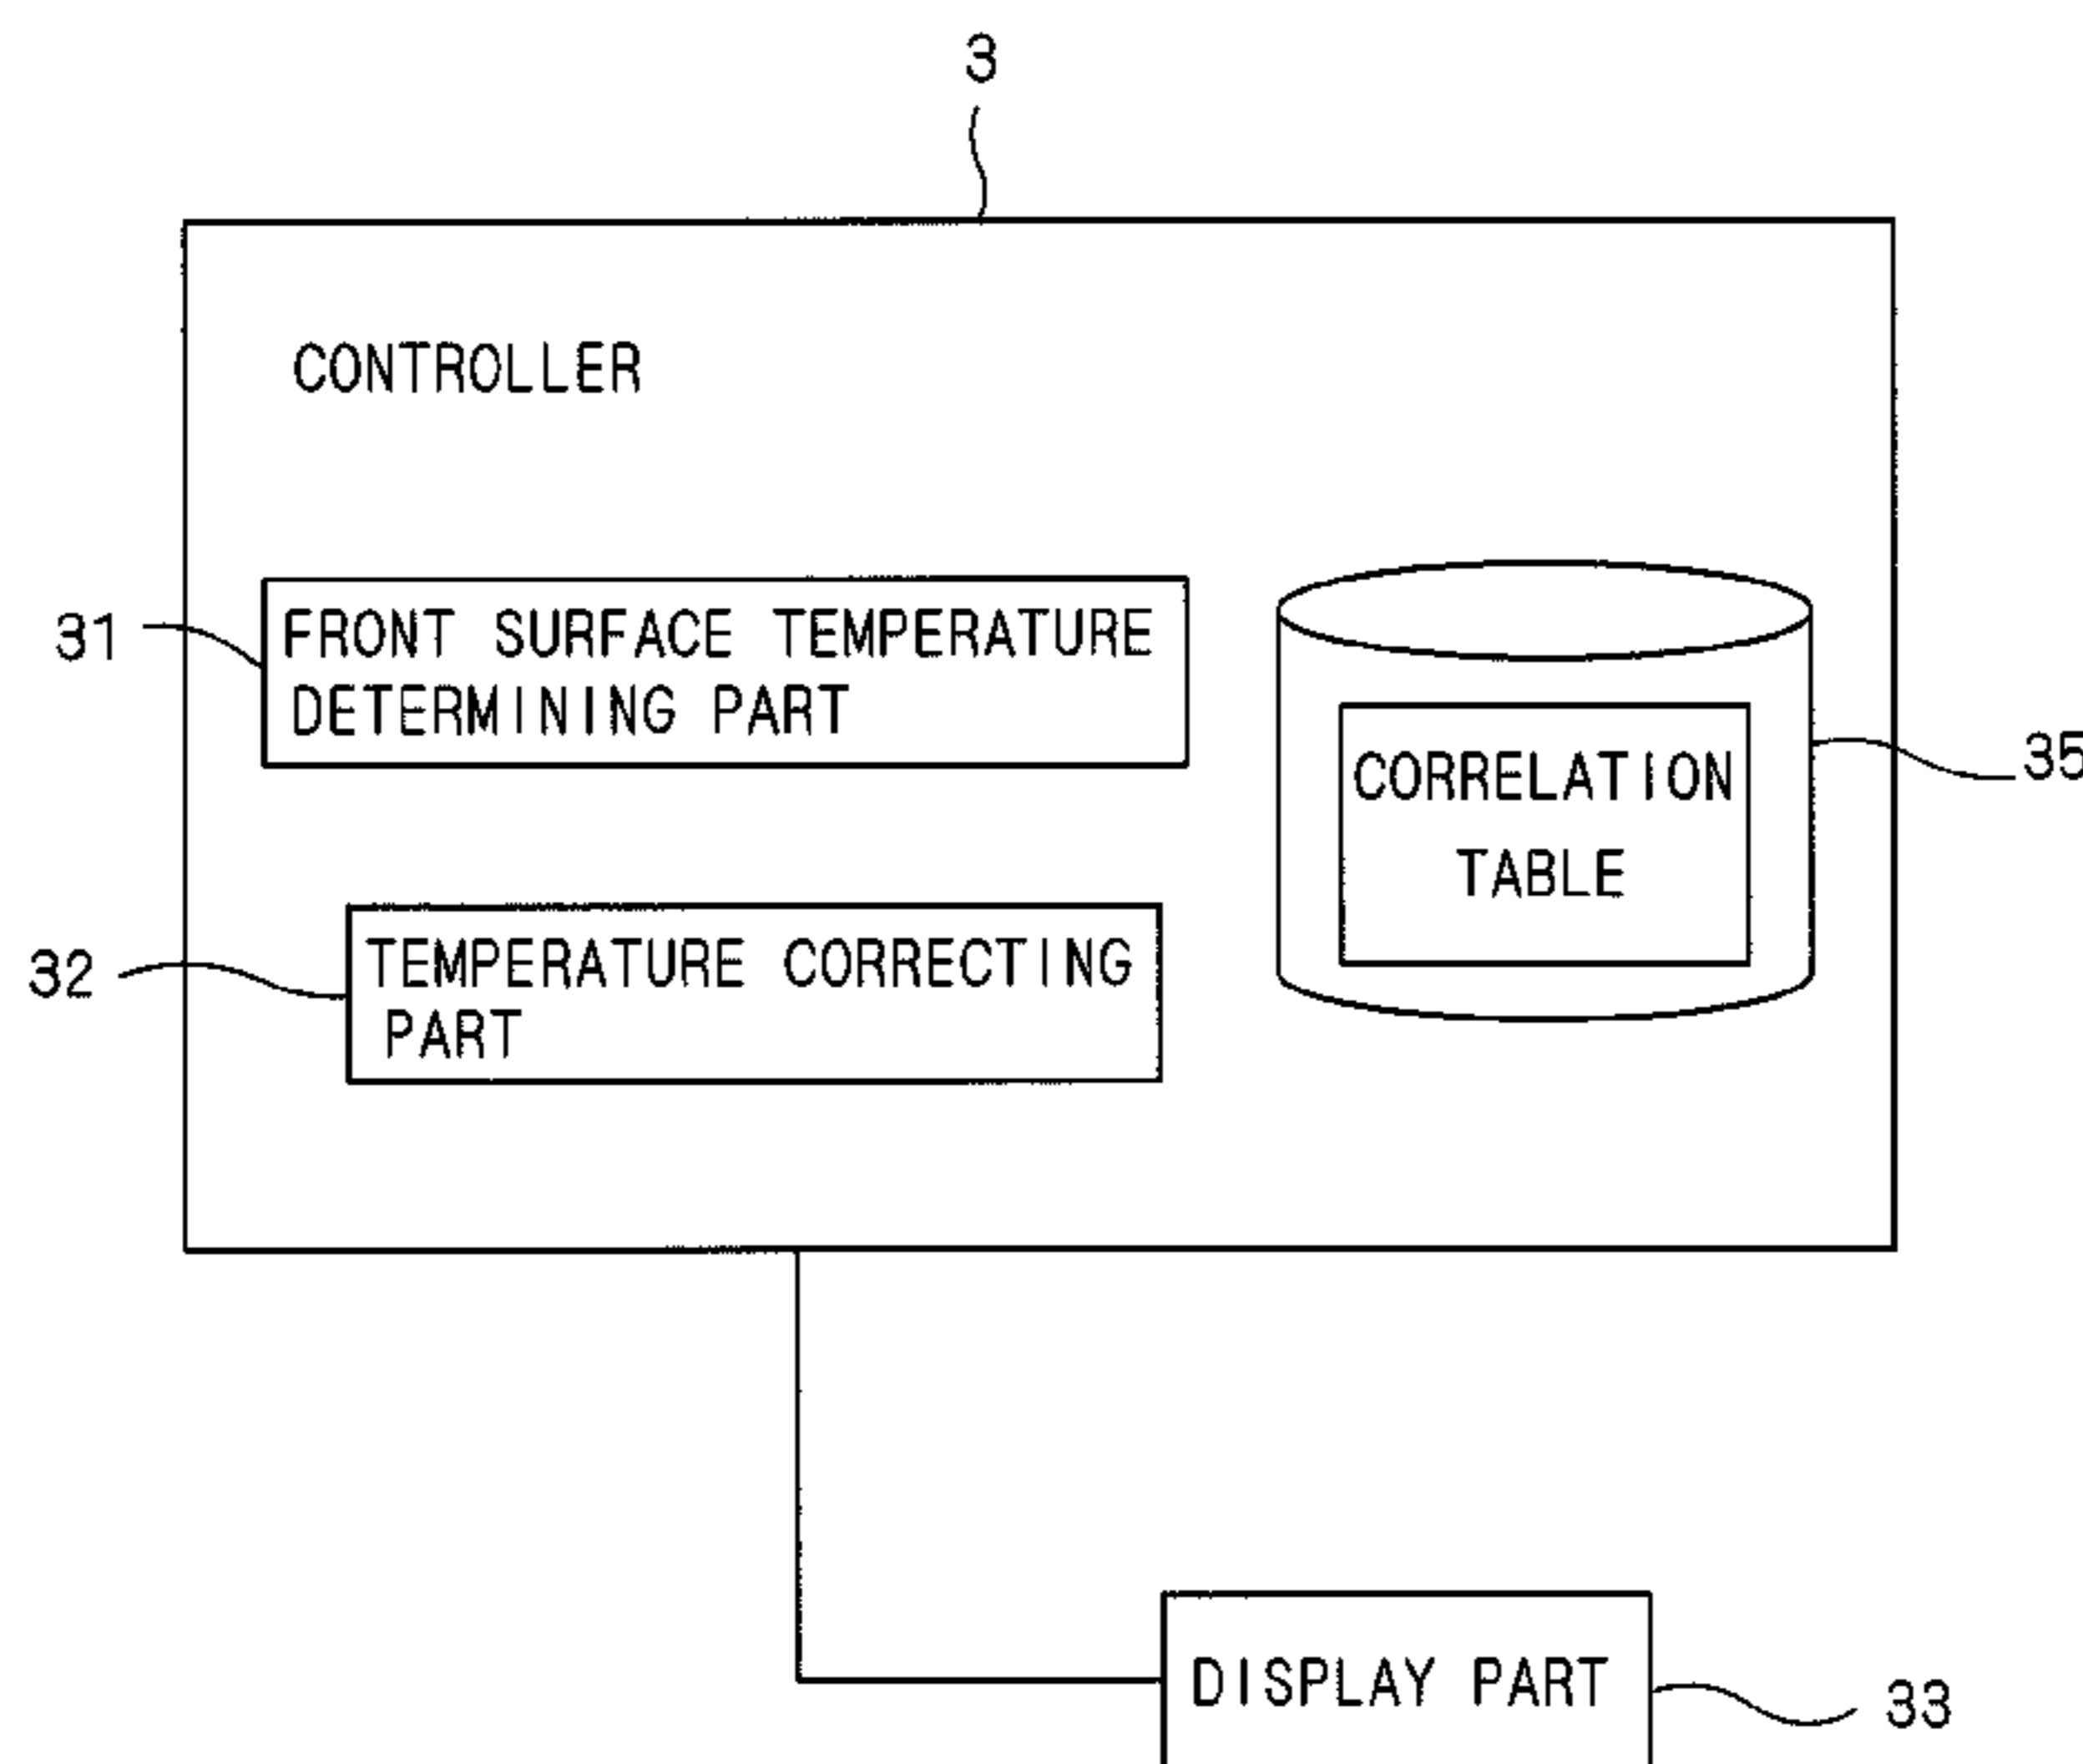 3
CONTROLLER
31
FRONT SURFACE TEMPERATURE
DETERMINING PART
35
CORRELATION
TABLE
32
TEMPERATURE CORRECTING
PART
DISPLAY PART
33